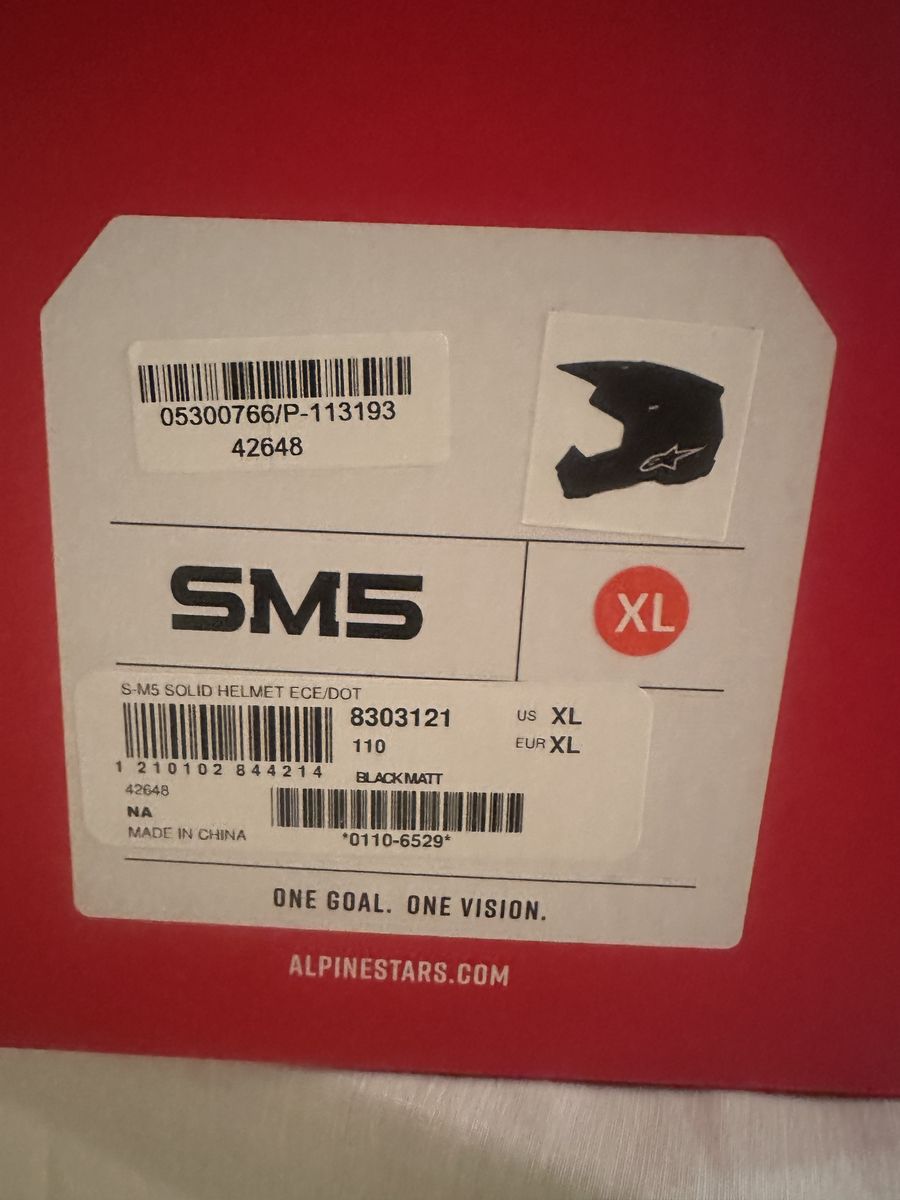 05300766/P-113193
42648
SM5
XL
S-M5 SOLID HELMET ECE/DOT
8303121
US XL
110
EUR XL
1 210102 844214
BLACK MATT
42648
NA
*0110-6529*
MADE IN CHINA
ONE GOAL. ONE VISION.
ALPINESTARS.COM